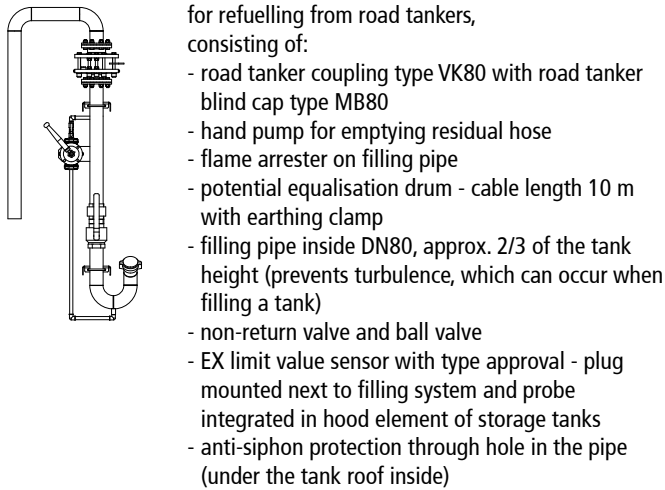 for refuelling from road tankers,
consisting of:
- road tanker coupling type VK80 with road tanker
blind cap type MB80
- hand pump for emptying residual hose
- flame arrester on filling pipe
- potential equalisation drum - cable length 10 m
with earthing clamp
- filling pipe inside DN80, approx. 2/3 of the tank
height (prevents turbulence, which can occur when
filling a tank)
- non-return valve and ball valve
- EX limit value sensor with type approval - plug
mounted next to filling system and probe
integrated in hood element of storage tanks
- anti-siphon protection through hole in the pipe
(under the tank roof inside)